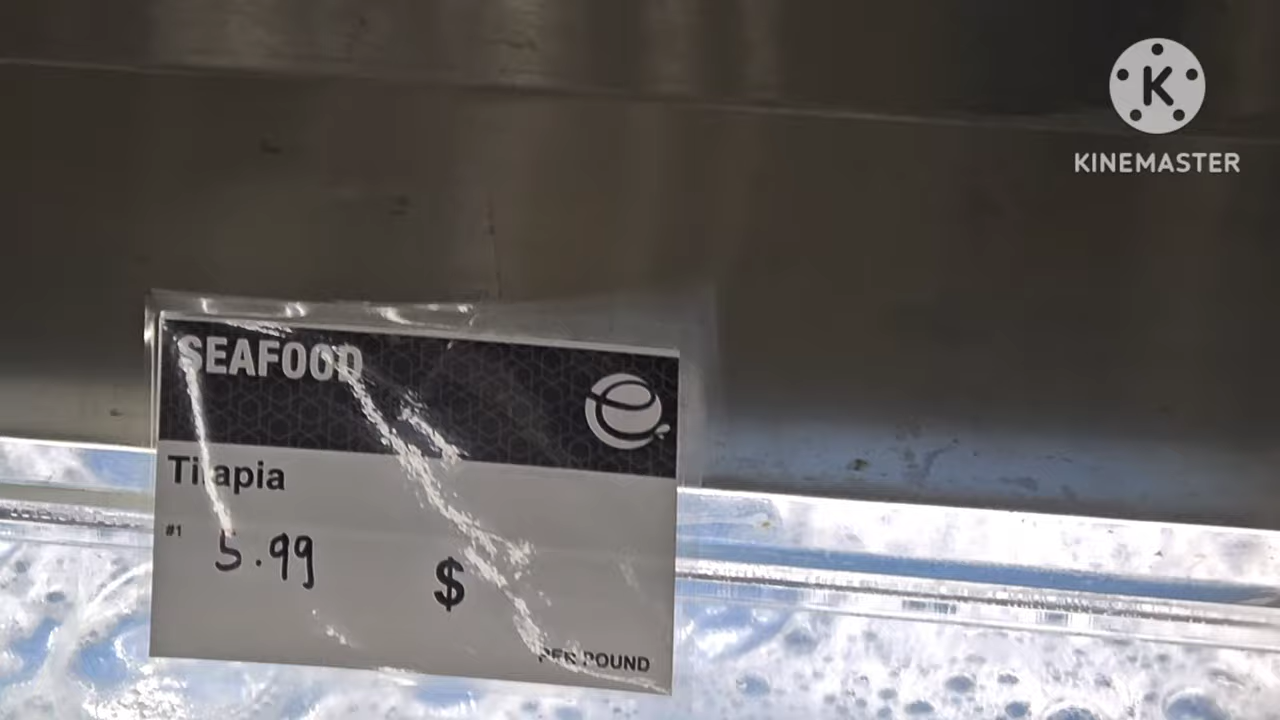 K
KINEMASTER
SEAFOOD
Tilapia
#1
5.99 $
PER POUND